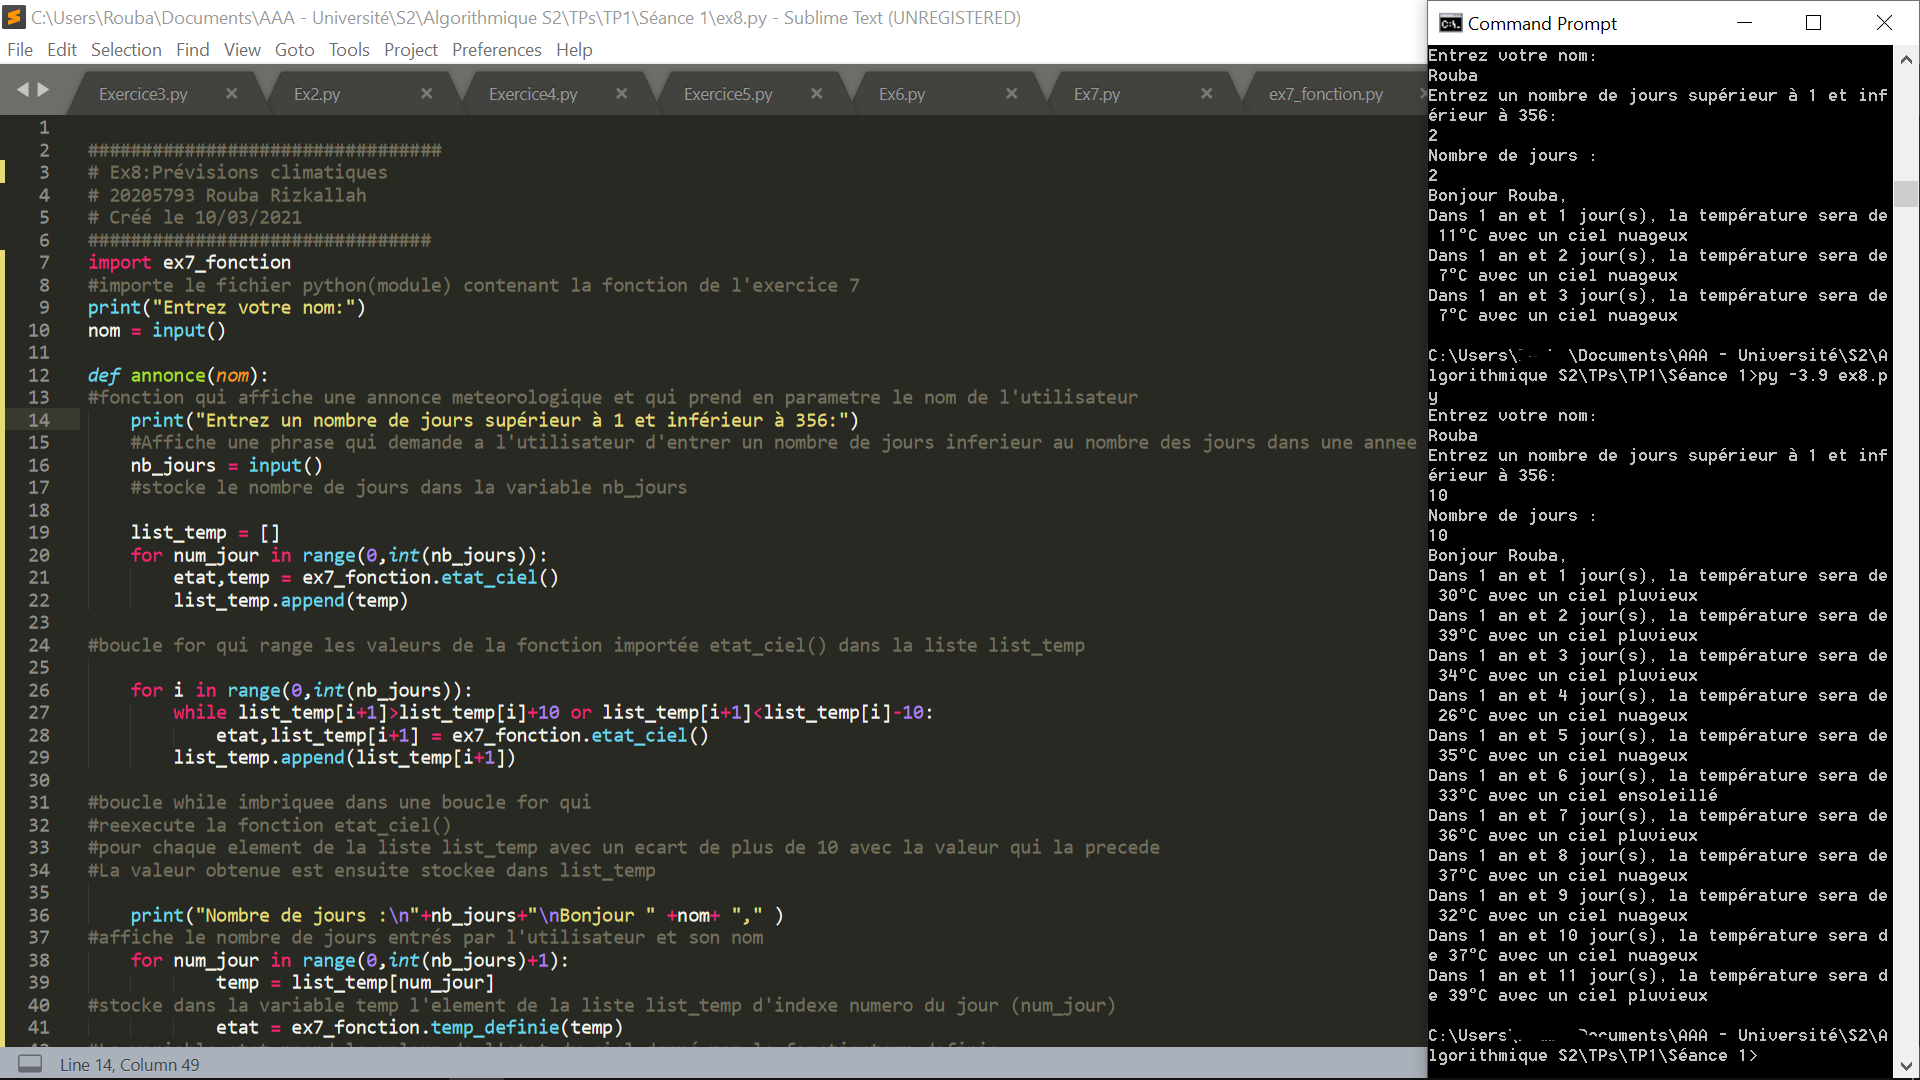 C:\Users\Rouba\Documents\AAA - Université\S2\Algorithmique S2\TPs\TP1\Séance 1\ex8.py - Sublime Text (UNREGISTERED)
File Edit Selection Find View Goto Tools Project Preferences Help
Exercice3.py Ex2.py Exercice4.py Exercice5.py Ex6.py Ex7.py ex7_fonction.py
1
2 #################################
3 # Ex8:Prévisions climatiques
4 # 20205793 Rouba Rizkallah
5 # Créé le 10/03/2021
6 ################################
7 import ex7_fonction
8 #importe le fichier python(module) contenant la fonction de l'exercice 7
9 print("Entrez votre nom:")
10 nom = input()
11
12 def annonce(nom):
13 #fonction qui affiche une annonce meteorologique et qui prend en parametre le nom de l'utilisateur
14 print("Entrez un nombre de jours supérieur à 1 et inférieur à 356:")
15 #Affiche une phrase qui demande a l'utilisateur d'entrer un nombre de jours inferieur au nombre des jours dans une annee
16 nb_jours = input()
17 #stocke le nombre de jours dans la variable nb_jours
18
19 list_temp = []
20 for num_jour in range(0,int(nb_jours)):
21 etat,temp = ex7_fonction.etat_ciel()
22 list_temp.append(temp)
23
24 #boucle for qui range les valeurs de la fonction importée etat_ciel() dans la liste list_temp
25
26 for i in range(0,int(nb_jours)):
27 while list_temp[i+1]>list_temp[i]+10 or list_temp[i+1]<list_temp[i]-10:
28 etat,list_temp[i+1] = ex7_fonction.etat_ciel()
29 list_temp.append(list_temp[i+1])
30
31 #boucle while imbriquee dans une boucle for qui
32 #reexecute la fonction etat_ciel()
33 #pour chaque element de la liste list_temp avec un ecart de plus de 10 avec la valeur qui la precede
34 #La valeur obtenue est ensuite stockee dans list_temp
35
36 print("Nombre de jours :\n"+nb_jours+"\nBonjour " +nom+ "," )
37 #affiche le nombre de jours entrés par l'utilisateur et son nom
38 for num_jour in range(0,int(nb_jours)+1):
39 temp = list_temp[num_jour]
40 #stocke dans la variable temp l'element de la liste list_temp d'indexe numero du jour (num_jour)
41 etat = ex7_fonction.temp_definie(temp)
Line 14, Column 49
Command Prompt
Entrez votre nom:
Rouba
Entrez un nombre de jours supérieur à 1 et inf
érieur à 356:
2
Nombre de jours :
2
Bonjour Rouba,
Dans 1 an et 1 jour(s), la température sera de
11°C avec un ciel nuageux
Dans 1 an et 2 jour(s), la température sera de
7°C avec un ciel nuageux
Dans 1 an et 3 jour(s), la température sera de
7°C avec un ciel nuageux
C:\Users\ \Documents\AAA - Université\S2\A
lgorithmique S2\TPs\TP1\Séance 1>py -3.9 ex8.p
y
Entrez votre nom:
Rouba
Entrez un nombre de jours supérieur à 1 et inf
érieur à 356:
10
Nombre de jours :
10
Bonjour Rouba,
Dans 1 an et 1 jour(s), la température sera de
30°C avec un ciel pluvieux
Dans 1 an et 2 jour(s), la température sera de
39°C avec un ciel pluvieux
Dans 1 an et 3 jour(s), la température sera de
34°C avec un ciel pluvieux
Dans 1 an et 4 jour(s), la température sera de
26°C avec un ciel nuageux
Dans 1 an et 5 jour(s), la température sera de
35°C avec un ciel nuageux
Dans 1 an et 6 jour(s), la température sera de
33°C avec un ciel ensoleillé
Dans 1 an et 7 jour(s), la température sera de
36°C avec un ciel pluvieux
Dans 1 an et 8 jour(s), la température sera de
37°C avec un ciel nuageux
Dans 1 an et 9 jour(s), la température sera de
32°C avec un ciel nuageux
Dans 1 an et 10 jour(s), la température sera d
e 37°C avec un ciel nuageux
Dans 1 an et 11 jour(s), la température sera d
e 39°C avec un ciel pluvieux
C:\Users\ ocuments\AAA - Université\S2\A
lgorithmique S2\TPs\TP1\Séance 1>